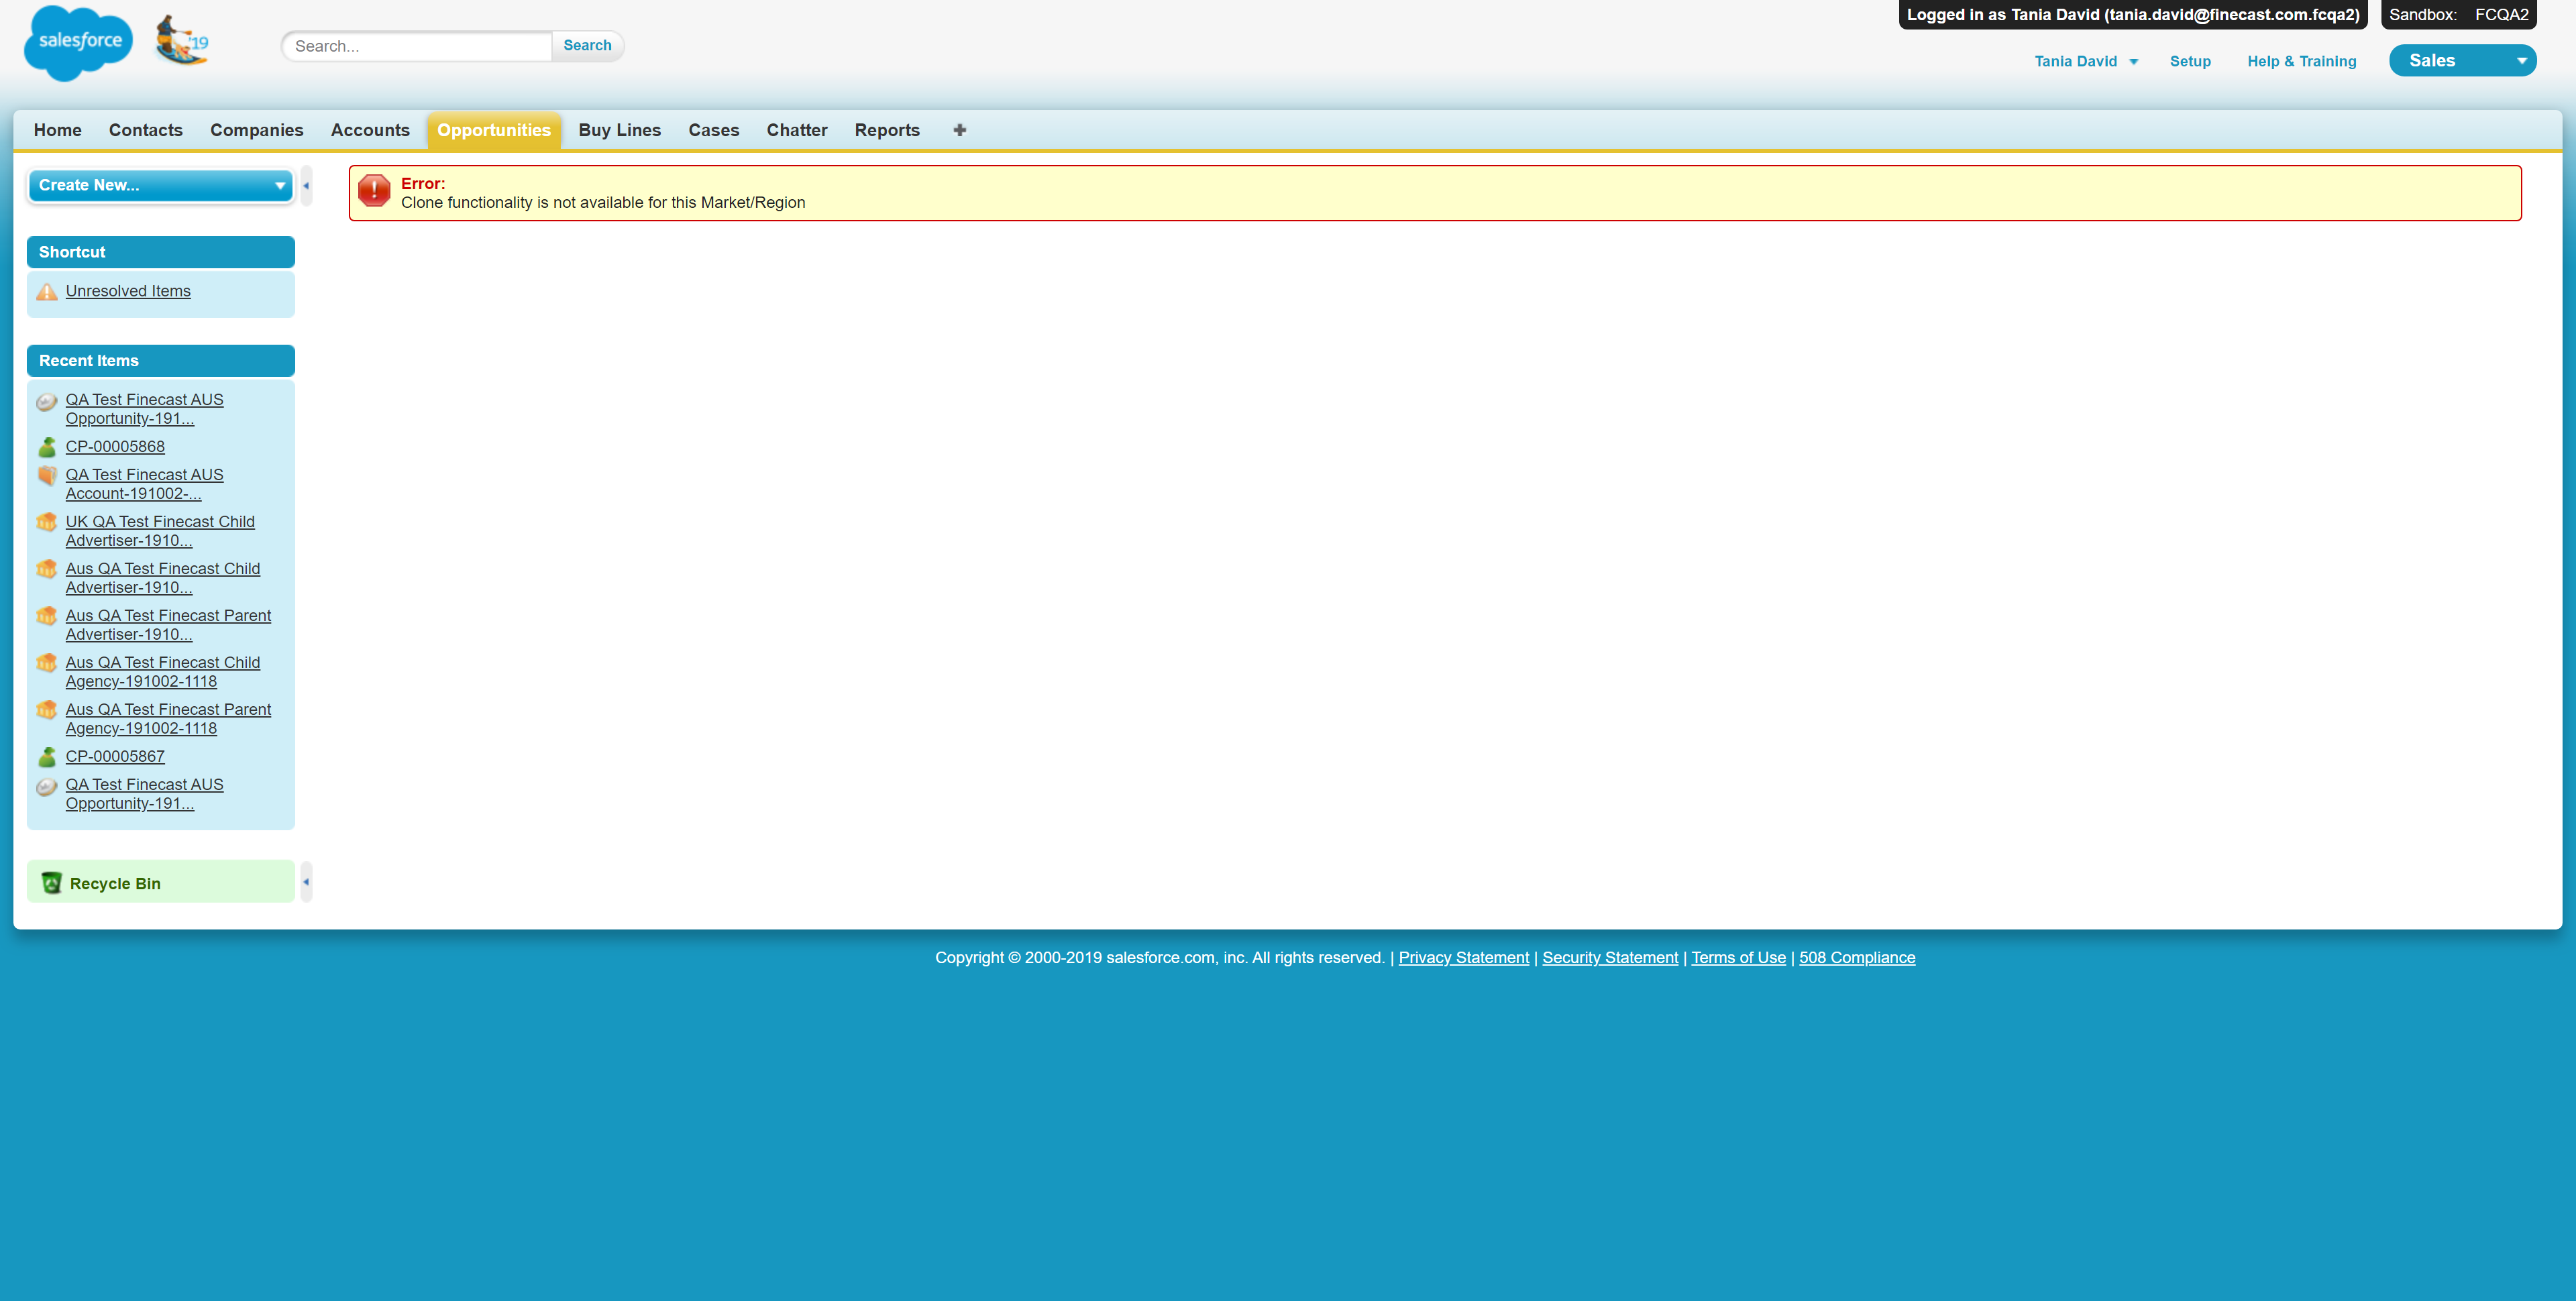 salesforce
'19
Search...
Search
Logged in as Tania David (tania.david@finecast.com.fcqa2)
Sandbox: FCQA2
Tania David
Setup
Help & Training
Sales
Home
Contacts
Companies
Accounts
Opportunities
Buy Lines
Cases
Chatter
Reports
Create New...
Error:
Clone functionality is not available for this Market/Region
Shortcut
Unresolved Items
Recent Items
QA Test Finecast AUS
Opportunity-191...
CP-00005868
QA Test Finecast AUS
Account-191002-...
UK QA Test Finecast Child
Advertiser-1910...
Aus QA Test Finecast Child
Advertiser-1910...
Aus QA Test Finecast Parent
Advertiser-1910...
Aus QA Test Finecast Child
Agency-191002-1118
Aus QA Test Finecast Parent
Agency-191002-1118
CP-00005867
QA Test Finecast AUS
Opportunity-191...
Recycle Bin
Copyright © 2000-2019 salesforce.com, inc. All rights reserved. | Privacy Statement | Security Statement | Terms of Use | 508 Compliance